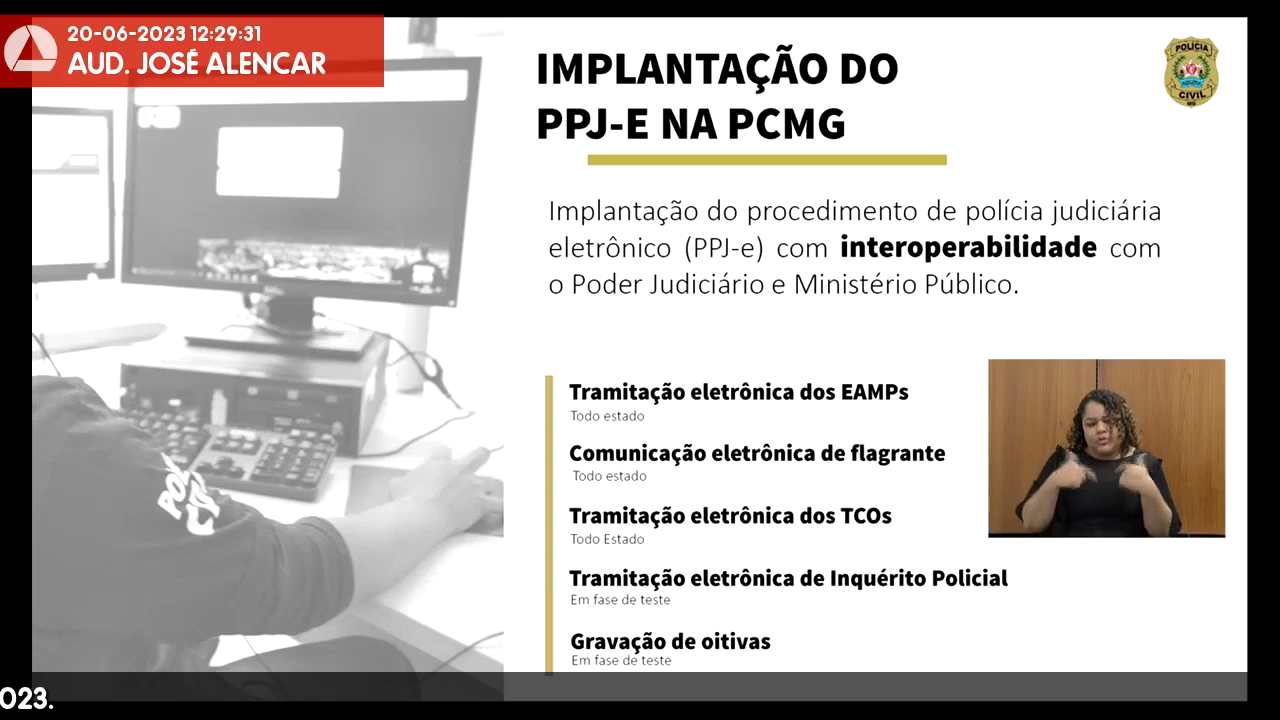 20-06-2023 12:29:31
AUD. JOSÉ ALENCAR
IMPLANTAÇÃO DO
PPJ-E NA PCMG
POLÍCIA
CIVIL
MG
Implantação do procedimento de polícia judiciária
eletrônico (PPJ-e) com interoperabilidade com
o Poder Judiciário e Ministério Público.
Tramitação eletrônica dos EAMPs
Todo estado
Comunicação eletrônica de flagrante
Todo estado
Tramitação eletrônica dos TCOs
Todo Estado
Tramitação eletrônica de Inquérito Policial
Em fase de teste
Gravação de oitivas
Em fase de teste
023.